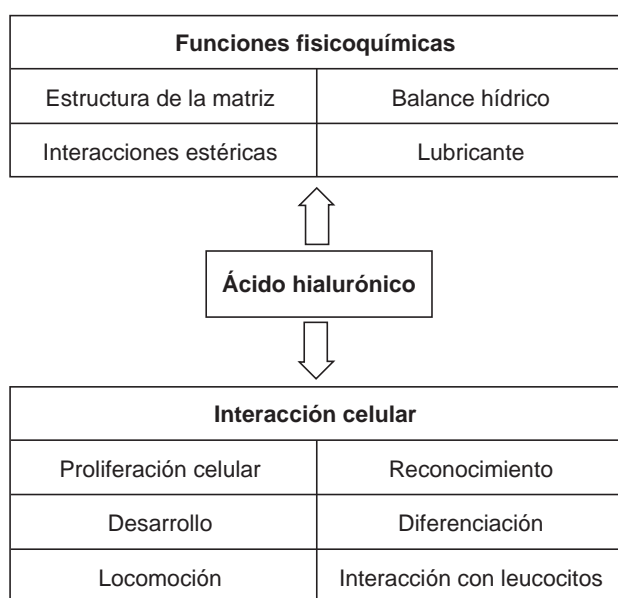 Funciones fisicoquímicas
Estructura de la matriz
Balance hídrico
Interacciones estéricas
Lubricante
Ácido hialurónico
Interacción celular
Proliferación celular
Reconocimiento
Desarrollo
Diferenciación
Locomoción
Interacción con leucocitos